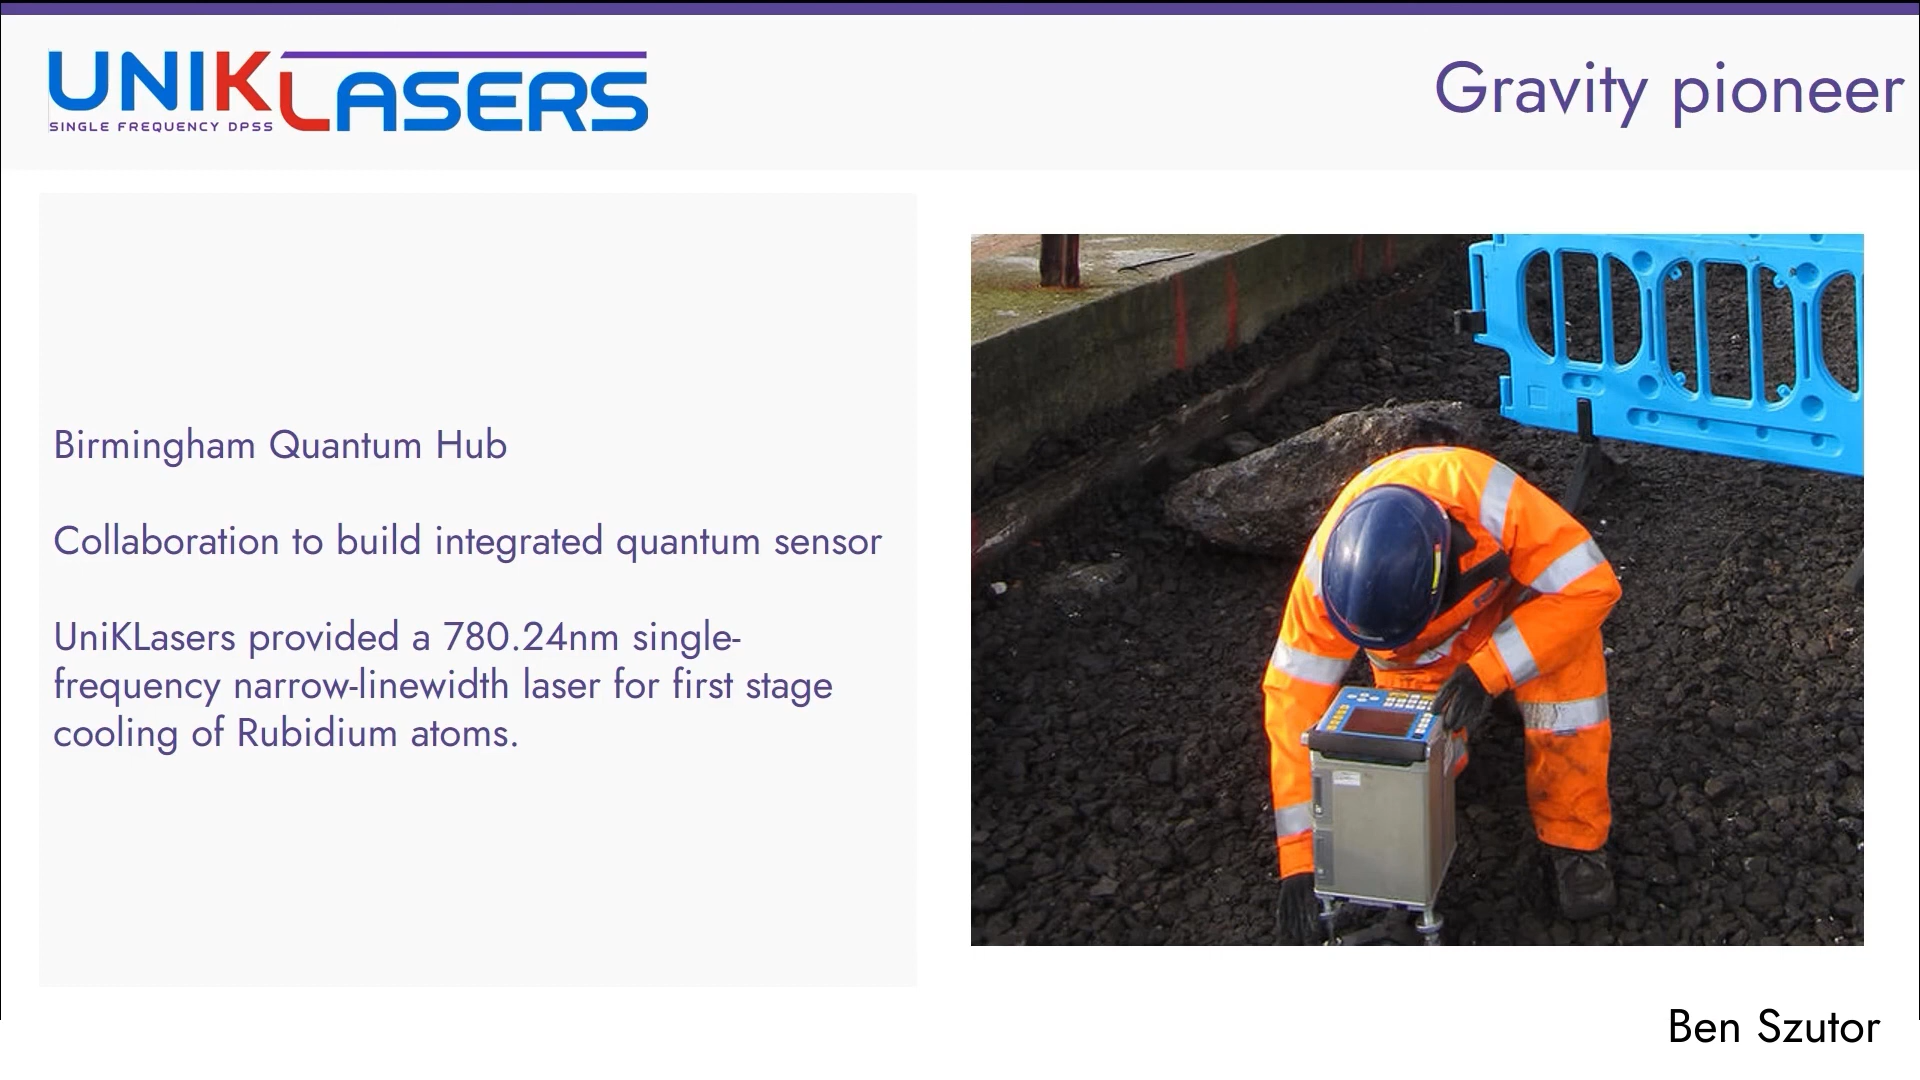 UNIKLASERS
SINGLE FREQUENCY DPSS
Gravity pioneer
Birmingham Quantum Hub
Collaboration to build integrated quantum sensor
UniKLasers provided a 780.24nm single-
frequency narrow-linewidth laser for first stage
cooling of Rubidium atoms.
Ben Szutor